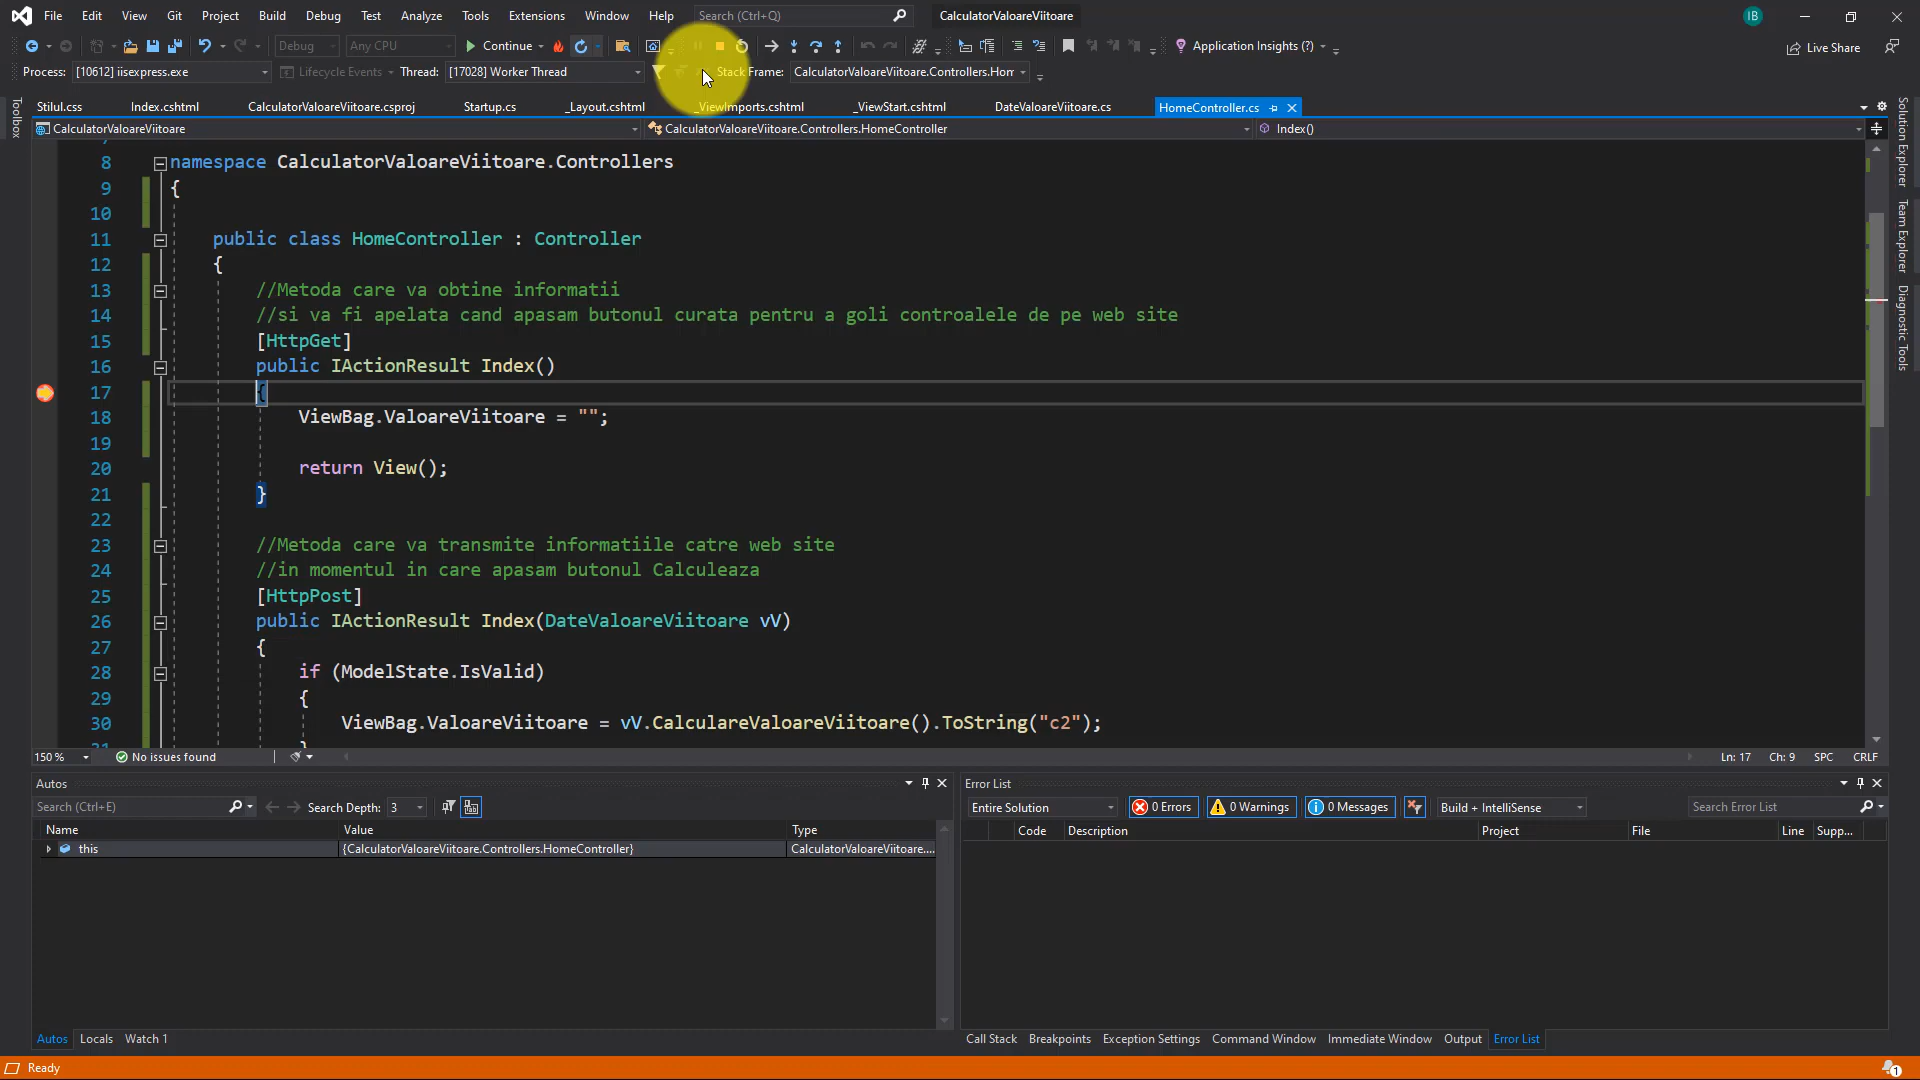 File Edit View Git Project Build Debug Test Analyze Tools Extensions Window Help Search (Ctrl+Q) CalculatorValoareViitoare IB
Debug Any CPU Continue Application Insights (?) Live Share
Process: [10612] iisexpress.exe Lifecycle Events Thread: [17028] Worker Thread Stack Frame: CalculatorValoareViitoare.Controllers.Hom
Stilul.css Index.cshtml CalculatorValoareViitoare.csproj Startup.cs _Layout.cshtml _ViewImports.cshtml _ViewStart.cshtml DateValoareViitoare.cs HomeController.cs
CalculatorValoareViitoare CalculatorValoareViitoare.Controllers.HomeController Index()
Toolbox
Solution Explorer
Team Explorer
Diagnostic Tools
8 namespace CalculatorValoareViitoare.Controllers
9 {
10
11 public class HomeController : Controller
12 {
13 //Metoda care va obtine informatii
14 //si va fi apelata cand apasam butonul curata pentru a goli controalele de pe web site
15 [HttpGet]
16 public IActionResult Index()
17 {
18 ViewBag.ValoareViitoare = "";
19
20 return View();
21 }
22
23 //Metoda care va transmite informatiile catre web site
24 //in momentul in care apasam butonul Calculeaza
25 [HttpPost]
26 public IActionResult Index(DateValoareViitoare vV)
27 {
28 if (ModelState.IsValid)
29 {
30 ViewBag.ValoareViitoare = vV.CalculareValoareViitoare().ToString("c2");
31 }
150 % No issues found Ln: 17 Ch: 9 SPC CRLF
Autos
Search (Ctrl+E) Search Depth: 3
Name Value Type
this {CalculatorValoareViitoare.Controllers.HomeController} CalculatorValoareViitoare....
Autos Locals Watch 1
Error List
Entire Solution 0 Errors 0 Warnings 0 Messages Build + IntelliSense Search Error List
Code Description Project File Line Supp...
Call Stack Breakpoints Exception Settings Command Window Immediate Window Output Error List
Ready 1